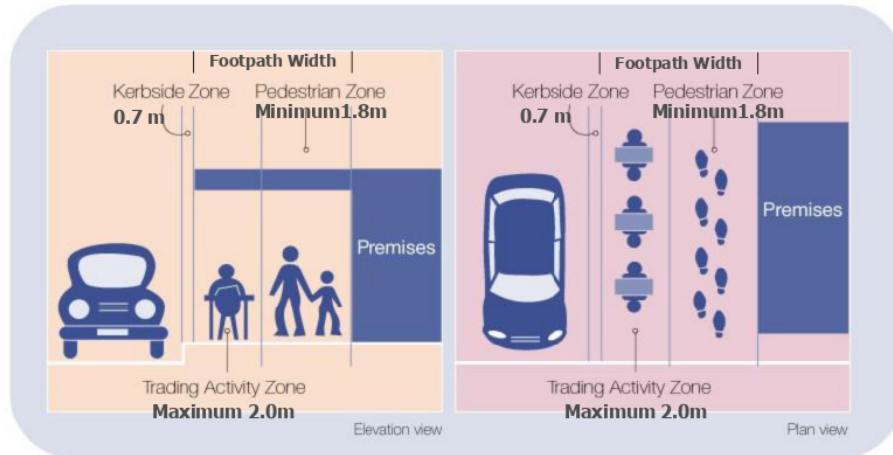 Footpath Width
Kerbside Zone
Pedestrian Zone
0.7 m
Minimum1.8m
Premises
Trading Activity Zone
Maximum 2.0m
Elevation view
Footpath Width
Kerbside Zone
Pedestrian Zone
0.7 m
Minimum1.8m
Premises
Trading Activity Zone
Maximum 2.0m
Plan view